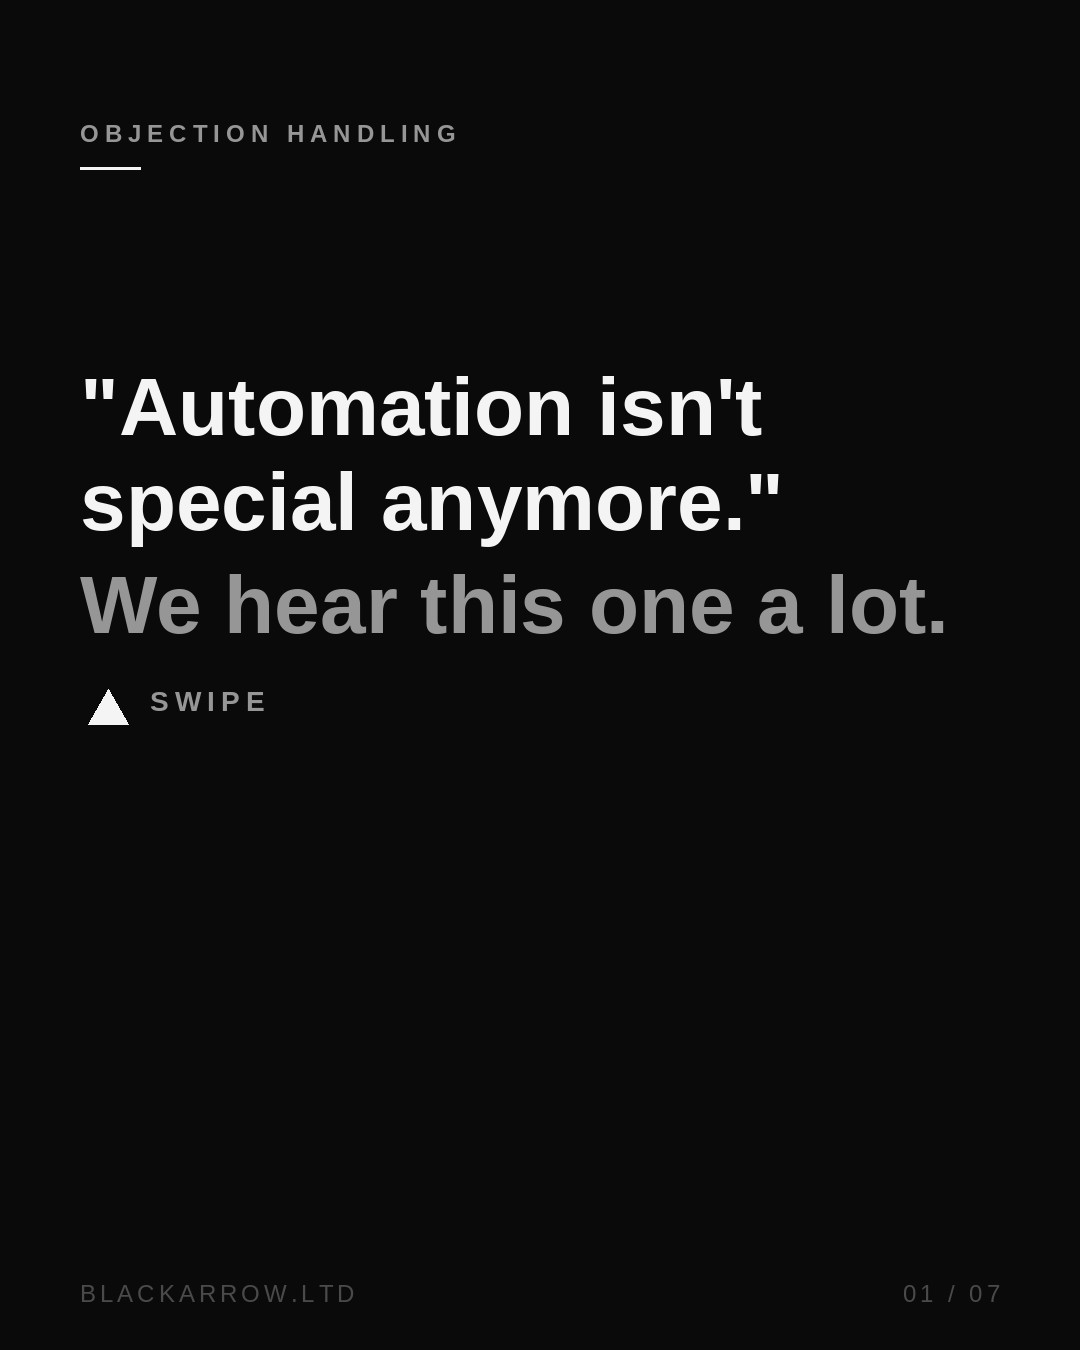 OBJECTION HANDLING
"Automation isn't
special anymore."
We hear this one a lot.
SWIPE
BLACKARROW.LTD
01 / 07